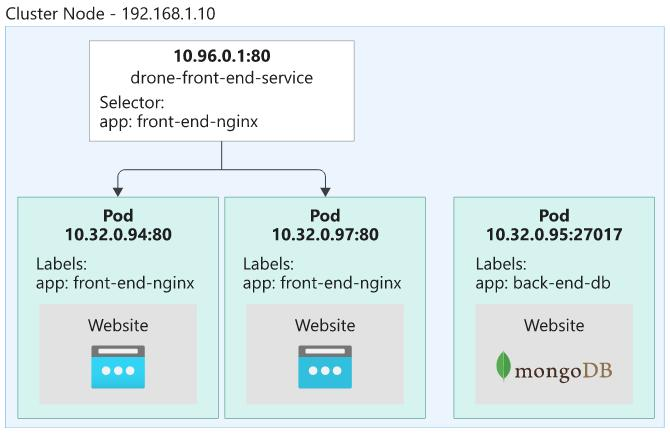 Cluster Node - 192.168.1.10
10.96.0.1:80
drone-front-end-service
Selector:
app: front-end-nginx
Pod
10.32.0.94:80
Labels:
app: front-end-nginx
Website
Pod
10.32.0.97:80
Labels:
app: front-end-nginx
Website
Pod
10.32.0.95:27017
Labels:
app: back-end-db
Website
mongoDB